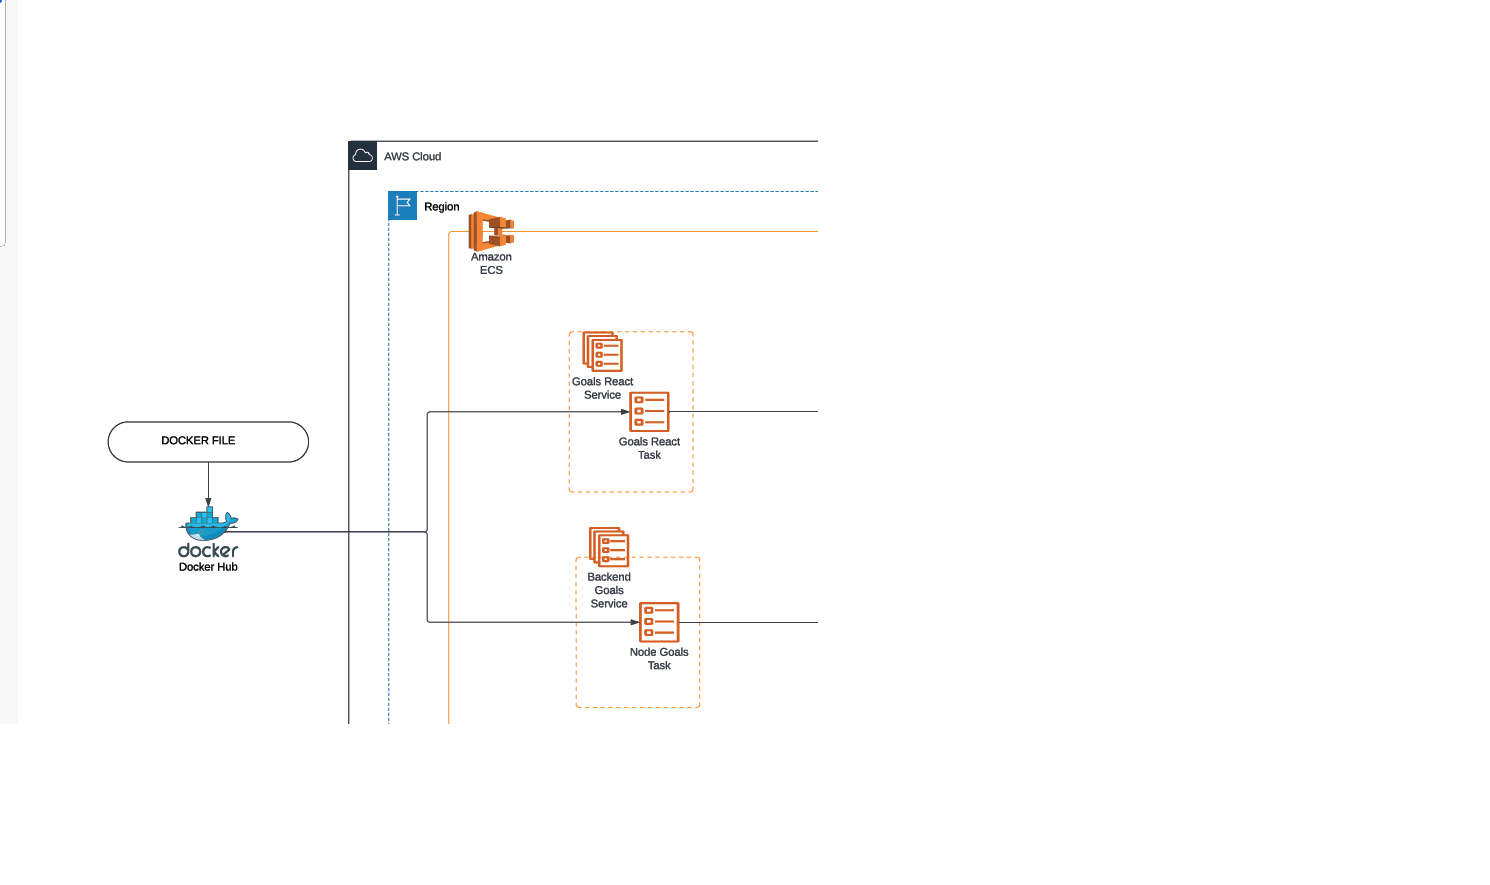 AWS Cloud
Region
Amazon
ECS
Goals React
Service
Goals React
Task
DOCKER FILE
docker
Docker Hub
Backend
Goals
Service
Node Goals
Task